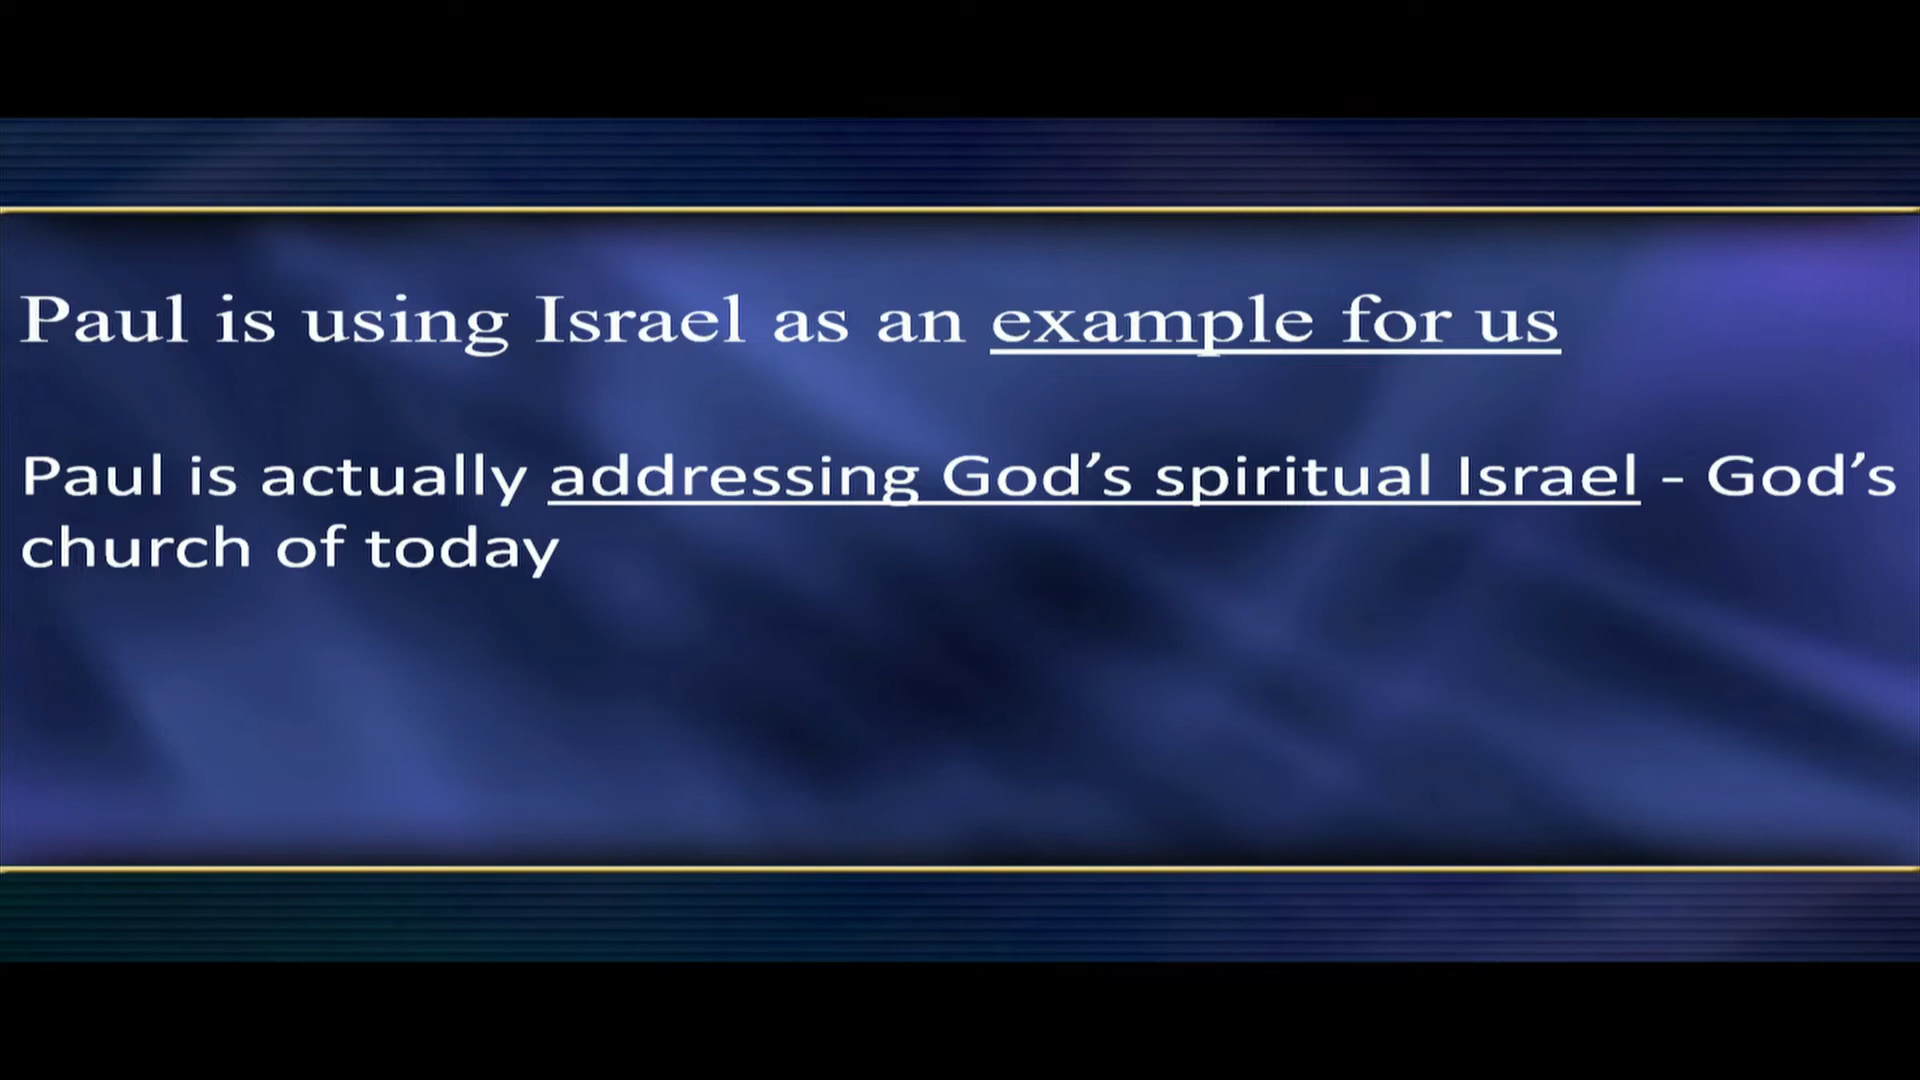 Paul is using Israel as an example for us
Paul is actually addressing God’s spiritual Israel - God’s
church of today